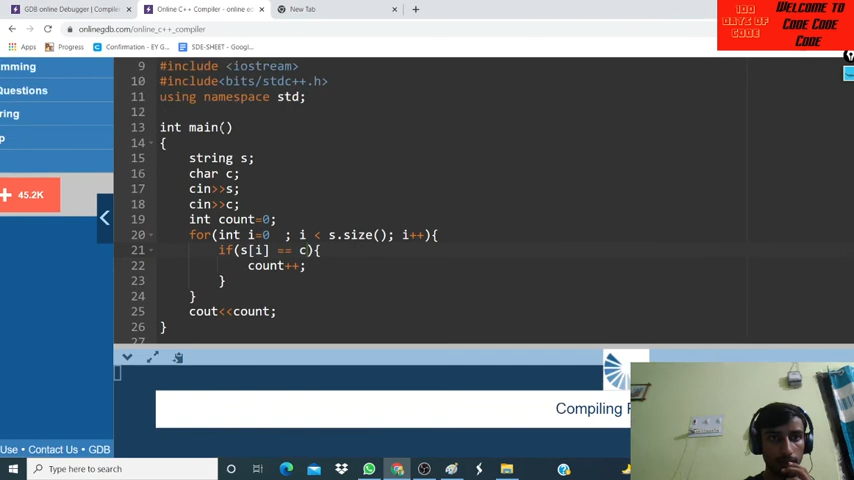 GDB online Debugger | Compiler
Online C++ Compiler - online ed
New Tab
onlinegdb.com/online_c++_compiler
Apps
Progress
Confirmation - EY G...
SDE-SHEET - Googl...
100 DAYS OF CODE
Welcome to Code Code Code
mming
Questions
ring
p
45.2K
9 #include <iostream>
10 #include<bits/stdc++.h>
11 using namespace std;
12
13 int main()
14 {
15 string s;
16 char c;
17 cin>>s;
18 cin>>c;
19 int count=0;
20 for(int i=0  ; i < s.size(); i++){
21 if(s[i] == c){
22 count++;
23 }
24 }
25 cout<<count;
26 }
27
Compiling P
Use • Contact Us • GDB
Type here to search